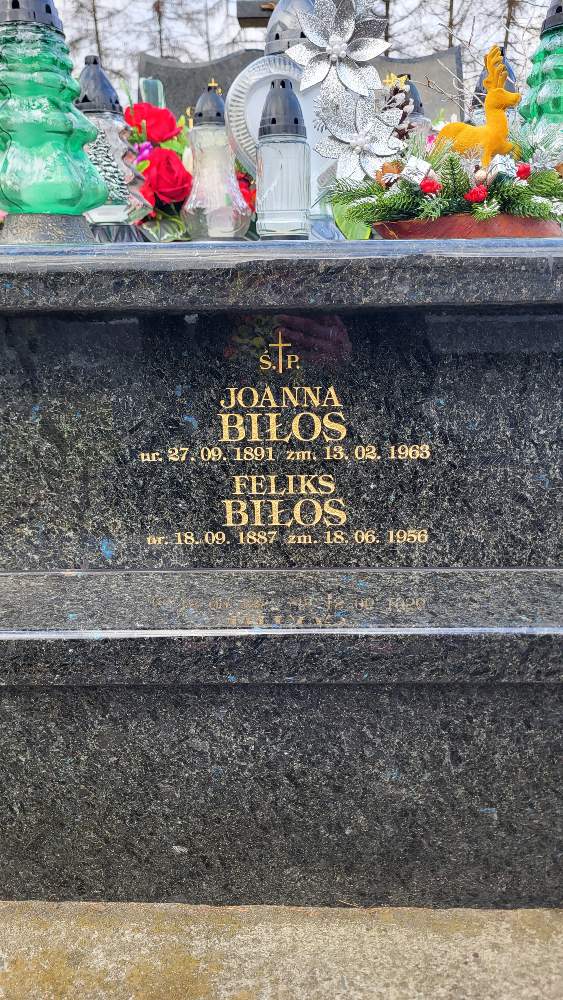 Ś. P.
JOANNA
BIŁOS
ur. 27. 09. 1891 zm. 13. 02. 1963
FELIKS
BIŁOS
ur. 18. 09. 1887 zm. 18. 06. 1956